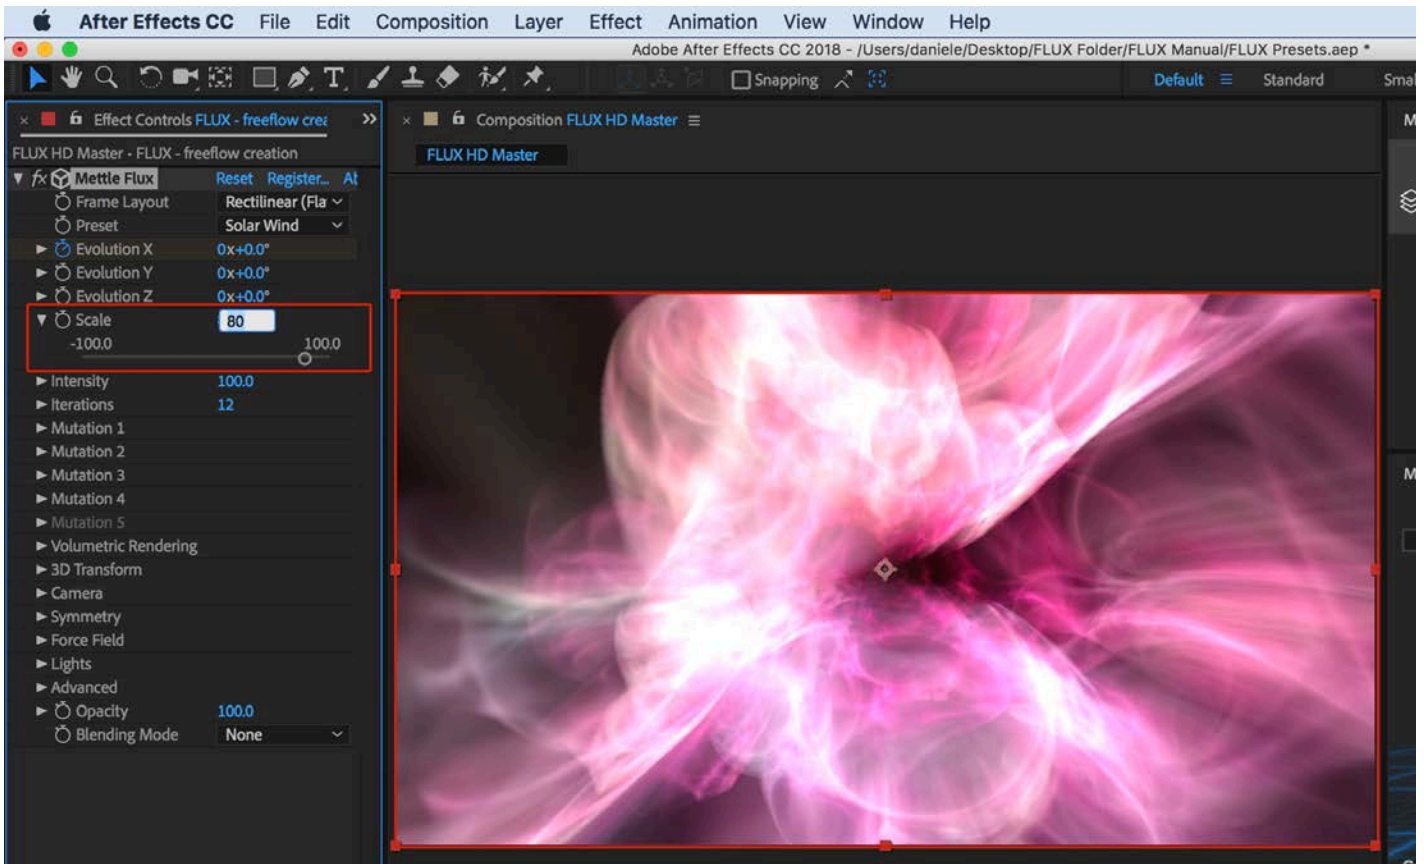 After Effects CC File Edit Composition Layer Effect Animation View Window Help
Adobe After Effects CC 2018 - /Users/daniele/Desktop/FLUX Folder/FLUX Manual/FLUX Presets.aep *
T Snapping Default Standard Smal
Effect Controls FLUX - freeflow crea
Composition FLUX HD Master
M
FLUX HD Master • FLUX - freeflow creation
FLUX HD Master
fx Mettle Flux Reset Register...
Frame Layout Rectilinear (Fla
Preset Solar Wind
Evolution X 0x+0.0°
Evolution Y 0x+0.0°
Evolution Z 0x+0.0°
Scale 80
-100.0 100.0
Intensity 100.0
Iterations 12
Mutation 1
Mutation 2
Mutation 3
M
Mutation 4
Mutation 5
Volumetric Rendering
3D Transform
Camera
Symmetry
Force Field
Lights
Advanced
Opacity 100.0
Blending Mode None